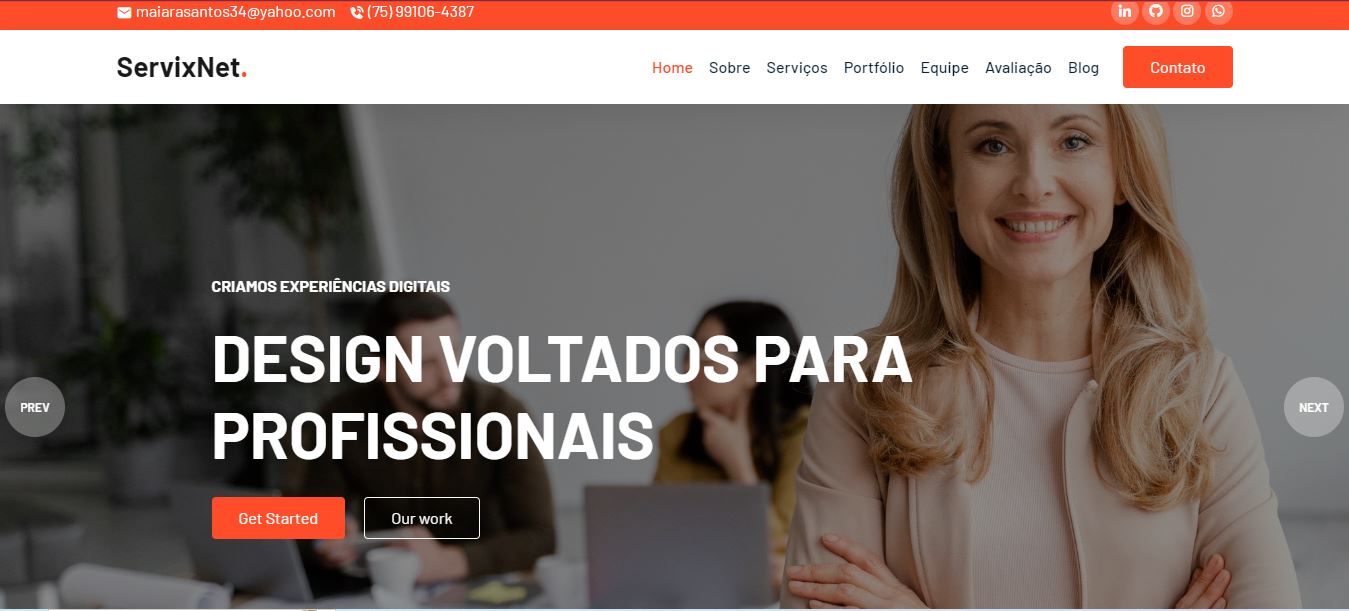 maiarasantos34@yahoo.com (75) 99106-4387
ServixNet. Home Sobre Serviços Portfólio Equipe Avaliação Blog Contato
CRIAMOS EXPERIÊNCIAS DIGITAIS
DESIGN VOLTADOS PARA
PROFISSIONAIS
PREV
NEXT
Get Started Our work